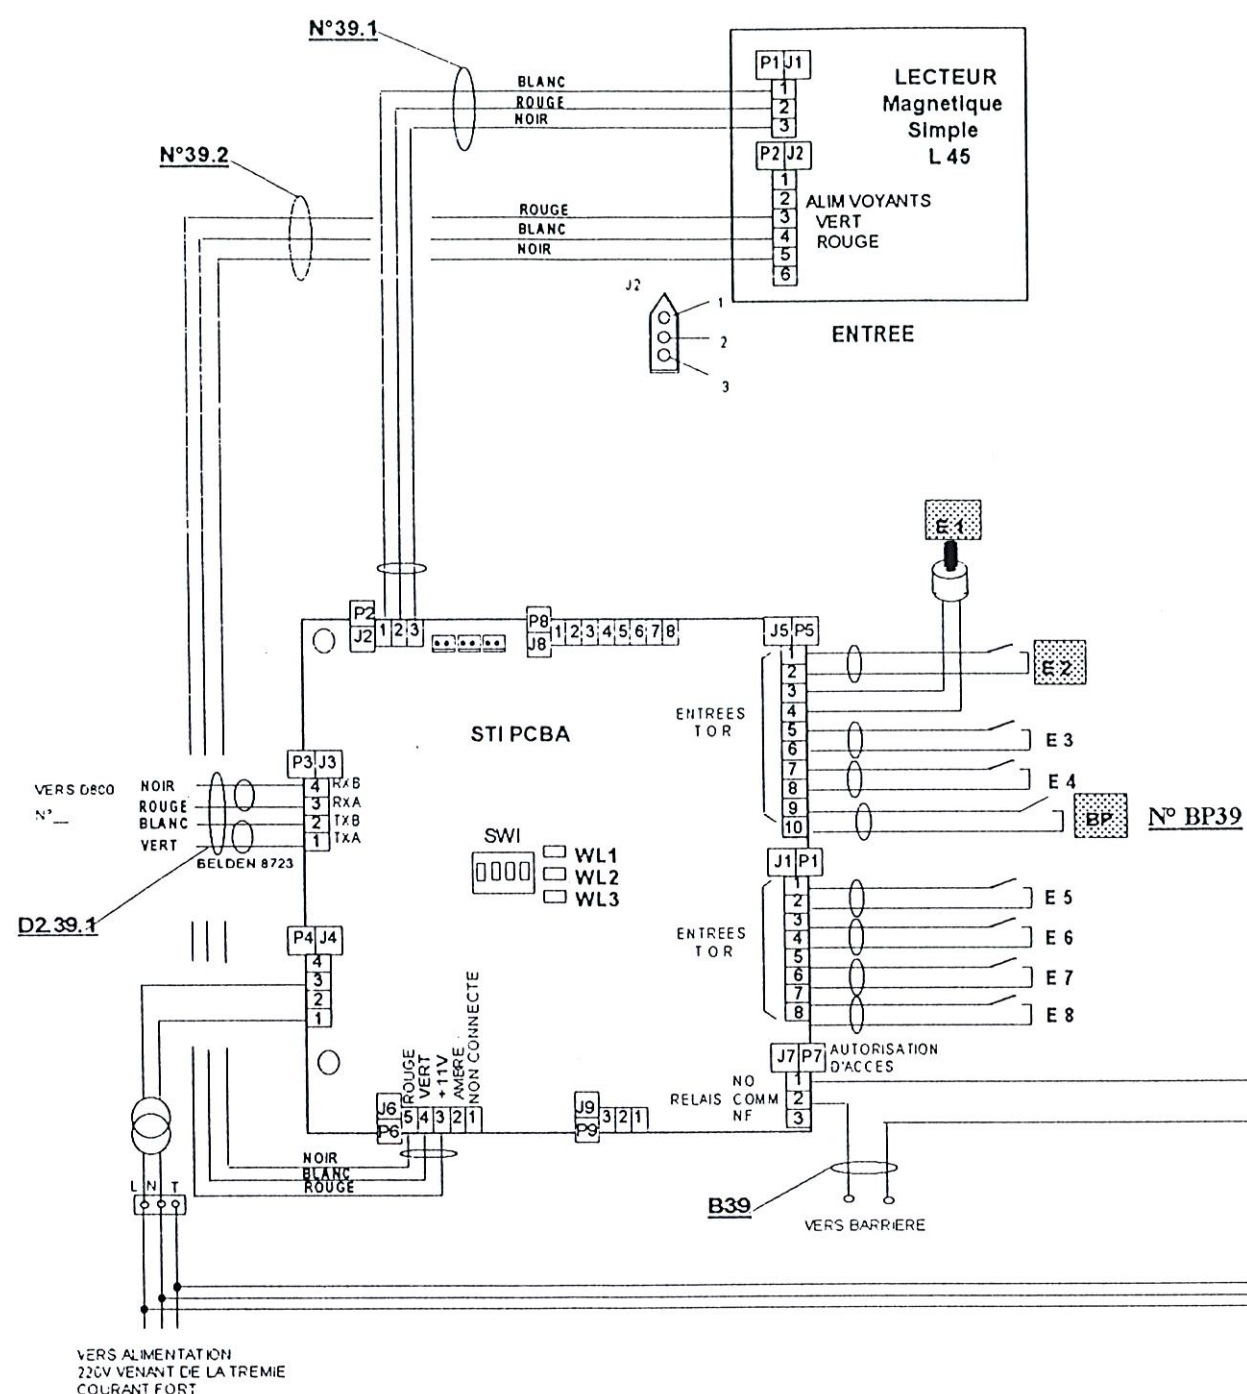 N°39.1
P1 J1
1
2
3
LECTEUR
Magnetique
Simple
L 45
BLANC
ROUGE
NOIR
N°39.2
P2 J2
1
2
3
4
5
6
ALIM VOYANTS
VERT
ROUGE
ROUGE
BLANC
NOIR
J2
1
2
3
ENTREE
E 1
P2
J2
1 2 3
P8
J8
1 2 3 4 5 6 7 8
J5 P5
1
2
3
4
5
6
7
8
9
10
ENTREES
T O R
E 2
E 3
E 4
BP
N° BP39
STI PCBA
P3 J3
4 RXB
3 RXA
2 TXB
1 TXA
VERS D800
N°__
NOIR
ROUGE
BLANC
VERT
BELDEN 8723
D2.39.1
SWI
WL1
WL2
WL3
J1 P1
1
2
3
4
5
6
7
8
ENTREES
T O R
E 5
E 6
E 7
E 8
P4 J4
4
3
2
1
ROUGE
VERT
+11V
AMBRE
NON CONNECTE
J6
P6
5 4 3 2 1
J9
P9
3 2 1
J7 P7
AUTORISATION
D'ACCES
1
2
3
NO
RELAIS COMM
NF
NOIR
BLANC
ROUGE
L N T
B39
VERS BARRIERE
VERS ALIMENTATION
220V VENANT DE LA TREMIE
COURANT FORT